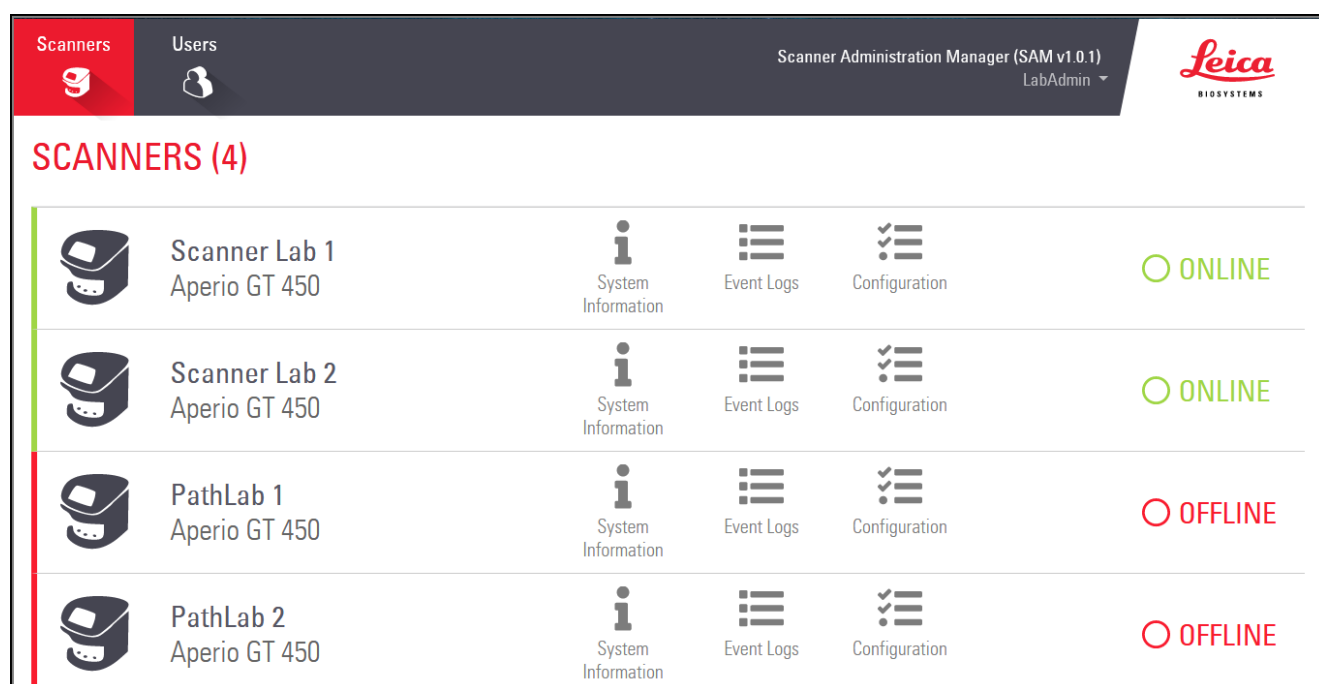 Scanners
Users
Scanner Administration Manager (SAM v1.0.1)
LabAdmin
Leica
BIOSYSTEMS
SCANNERS (4)
Scanner Lab 1
Aperio GT 450
System
Information
Event Logs
Configuration
ONLINE
Scanner Lab 2
Aperio GT 450
System
Information
Event Logs
Configuration
ONLINE
PathLab 1
Aperio GT 450
System
Information
Event Logs
Configuration
OFFLINE
PathLab 2
Aperio GT 450
System
Information
Event Logs
Configuration
OFFLINE